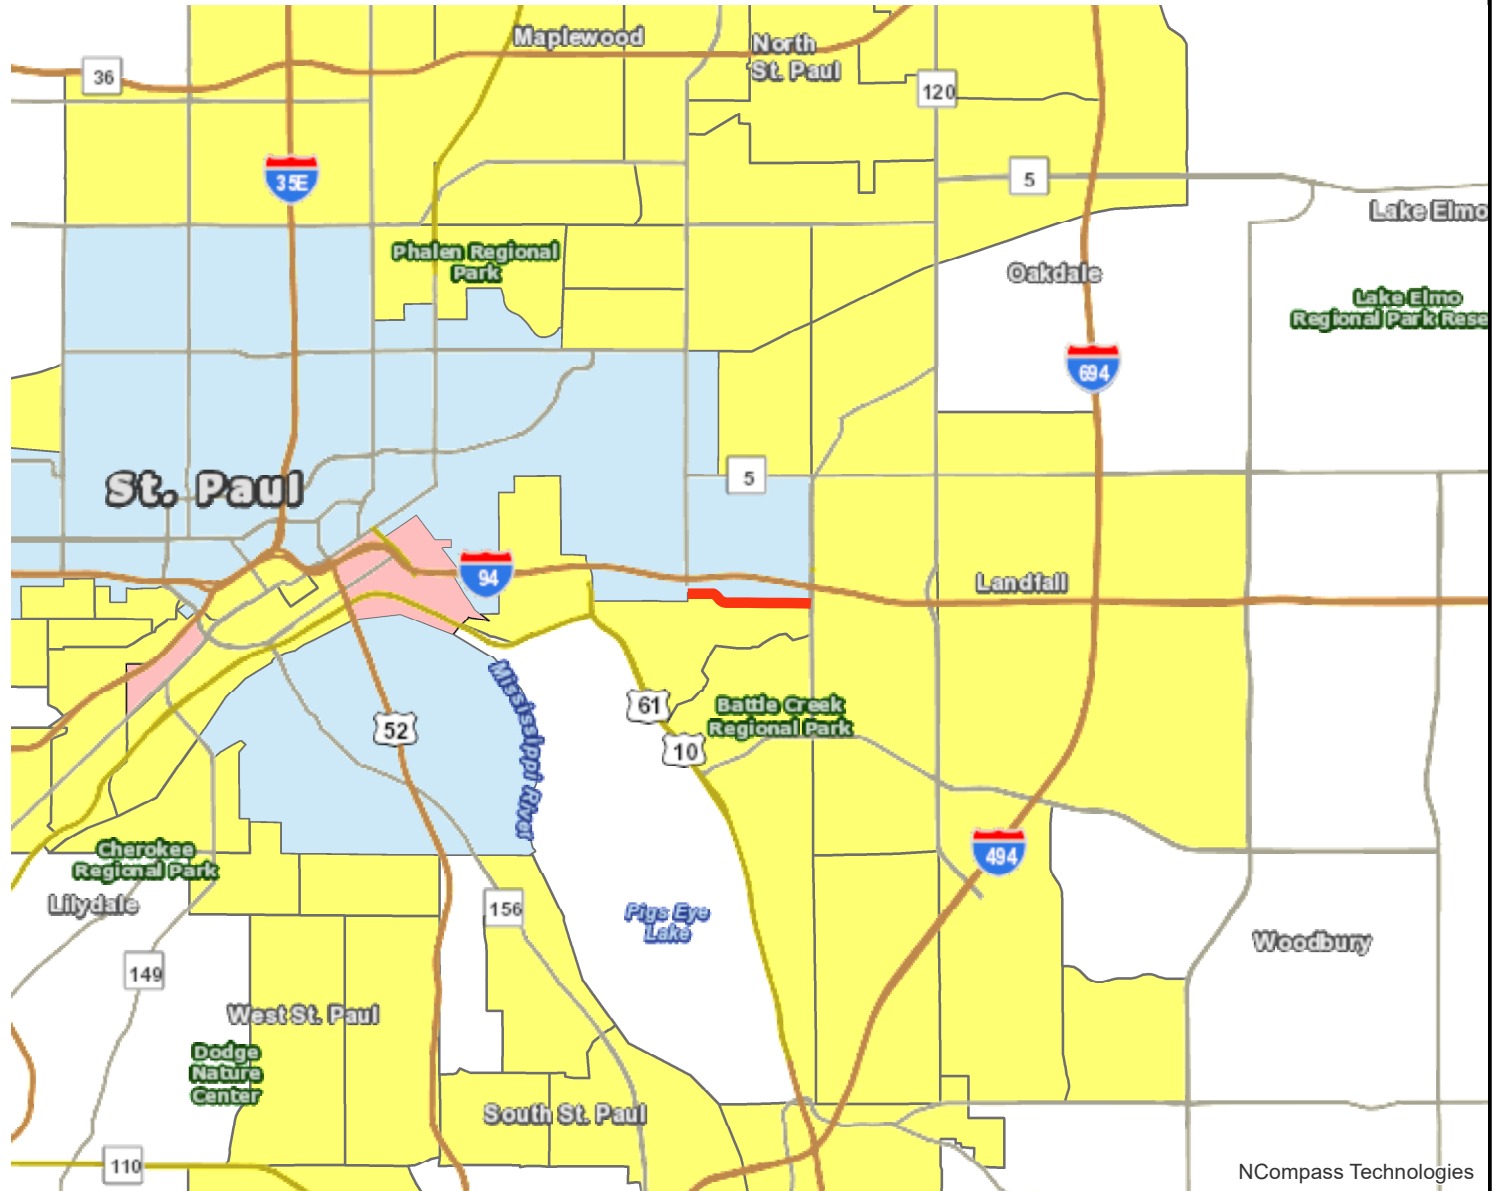 Maplewood
North
St. Paul
36
120
35E
5
Lake Elmo
Phalen Regional
Park
Oakdale
Lake Elmo
Regional Park Rese
694
St. Paul
5
94
Landfall
Mississippi River
61
Battle Creek
Regional Park
52
10
Cherokee
Regional Park
494
Lilydale
156
Pigs Eye
Lake
Woodbury
149
West St. Paul
Dodge
Nature
Center
South St. Paul
110
NCompass Technologies